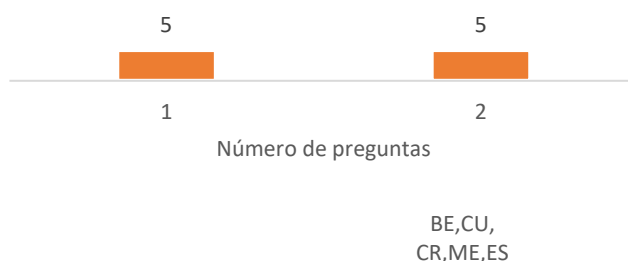 5 5
1 2
Número de preguntas
BE,CU,
CR,ME,ES